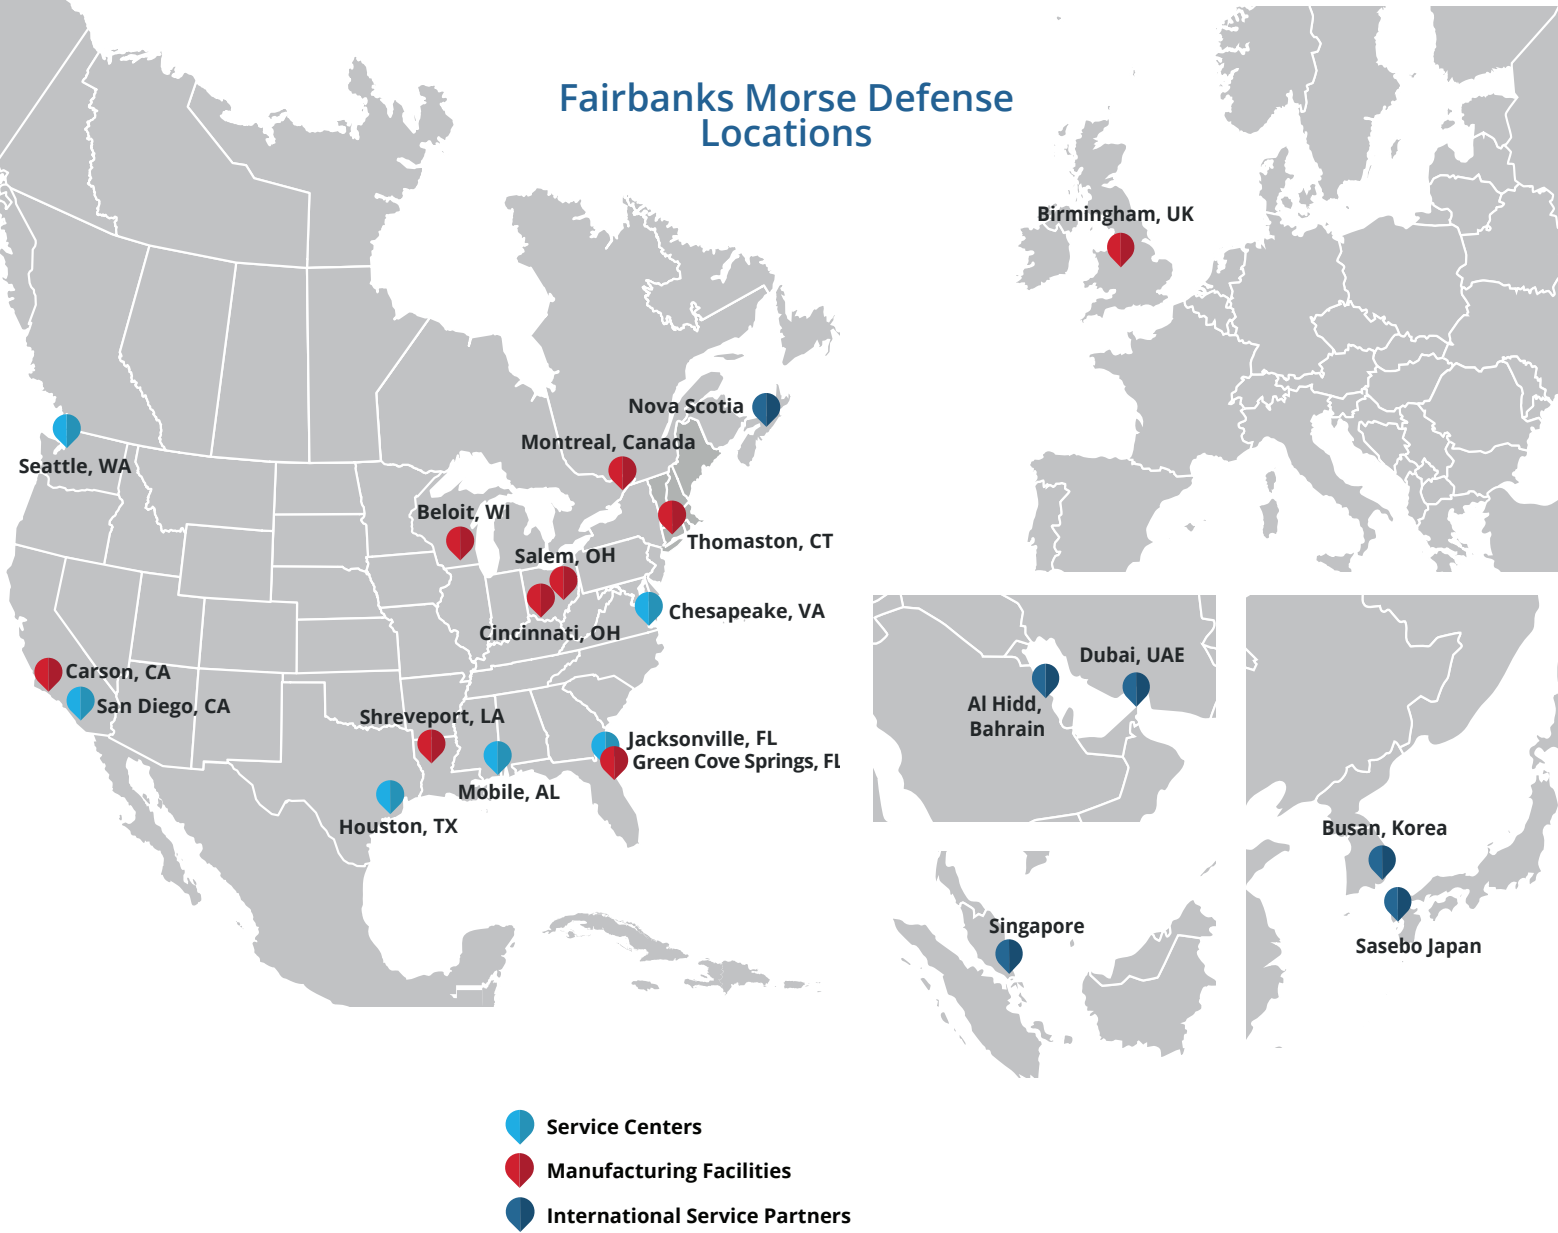 Fairbanks Morse Defense
Locations
Birmingham, UK
Nova Scotia
Montreal, Canada
Seattle, WA
Beloit, WI
Thomaston, CT
Salem, OH
Chesapeake, VA
Cincinnati, OH
Carson, CA
San Diego, CA
Shreveport, LA
Jacksonville, FL
Green Cove Springs, FL
Mobile, AL
Houston, TX
Dubai, UAE
Al Hidd,
Bahrain
Busan, Korea
Singapore
Sasebo Japan
Service Centers
Manufacturing Facilities
International Service Partners